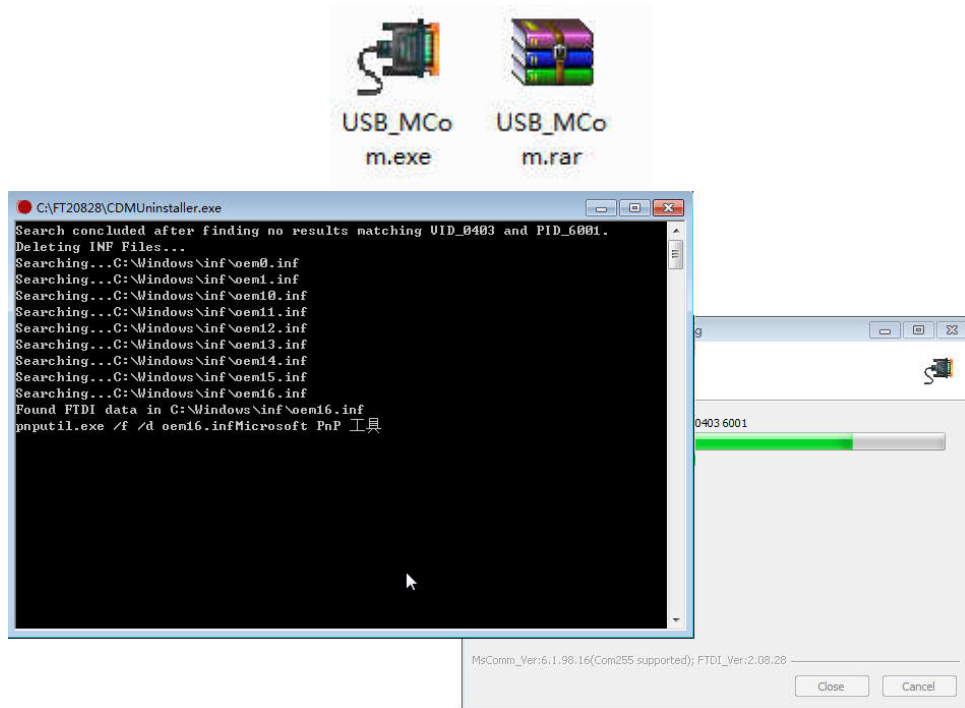 USB_MCo
m.exe
USB_MCo
m.rar
C:\FT20828\CDMUninstaller.exe
Search concluded after finding no results matching VID_0403 and PID_6001.
Deleting INF Files...
Searching...C:\Windows\inf\oem0.inf
Searching...C:\Windows\inf\oem1.inf
Searching...C:\Windows\inf\oem10.inf
Searching...C:\Windows\inf\oem11.inf
Searching...C:\Windows\inf\oem12.inf
Searching...C:\Windows\inf\oem13.inf
Searching...C:\Windows\inf\oem14.inf
Searching...C:\Windows\inf\oem15.inf
Searching...C:\Windows\inf\oem16.inf
Found FTDI data in C:\Windows\inf\oem16.inf
pnputil.exe /f /d oem16.infMicrosoft PnP 工具
g
0403 6001
MsComm_Ver:6.1.98.16(Com255 supported); FTDI_Ver:2.08.28
Close
Cancel